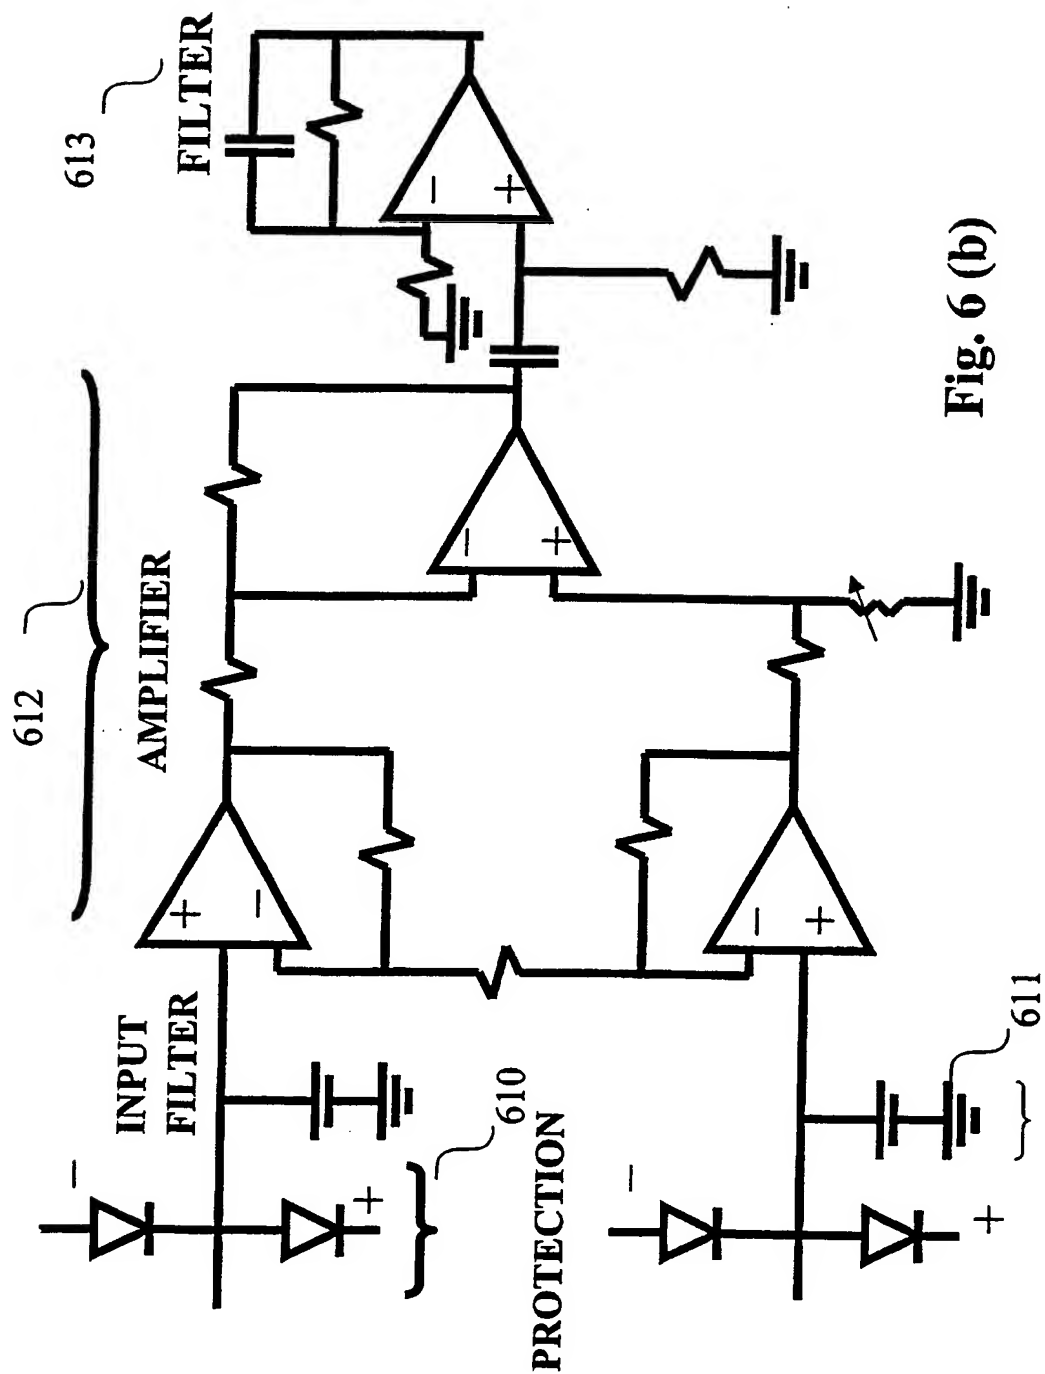 613
FILTER
612
AMPLIFIER
INPUT
FILTER
610
PROTECTION
611
-
+
-
+
+
-
-
+
-
+
-
+
Fig. 6 (b)